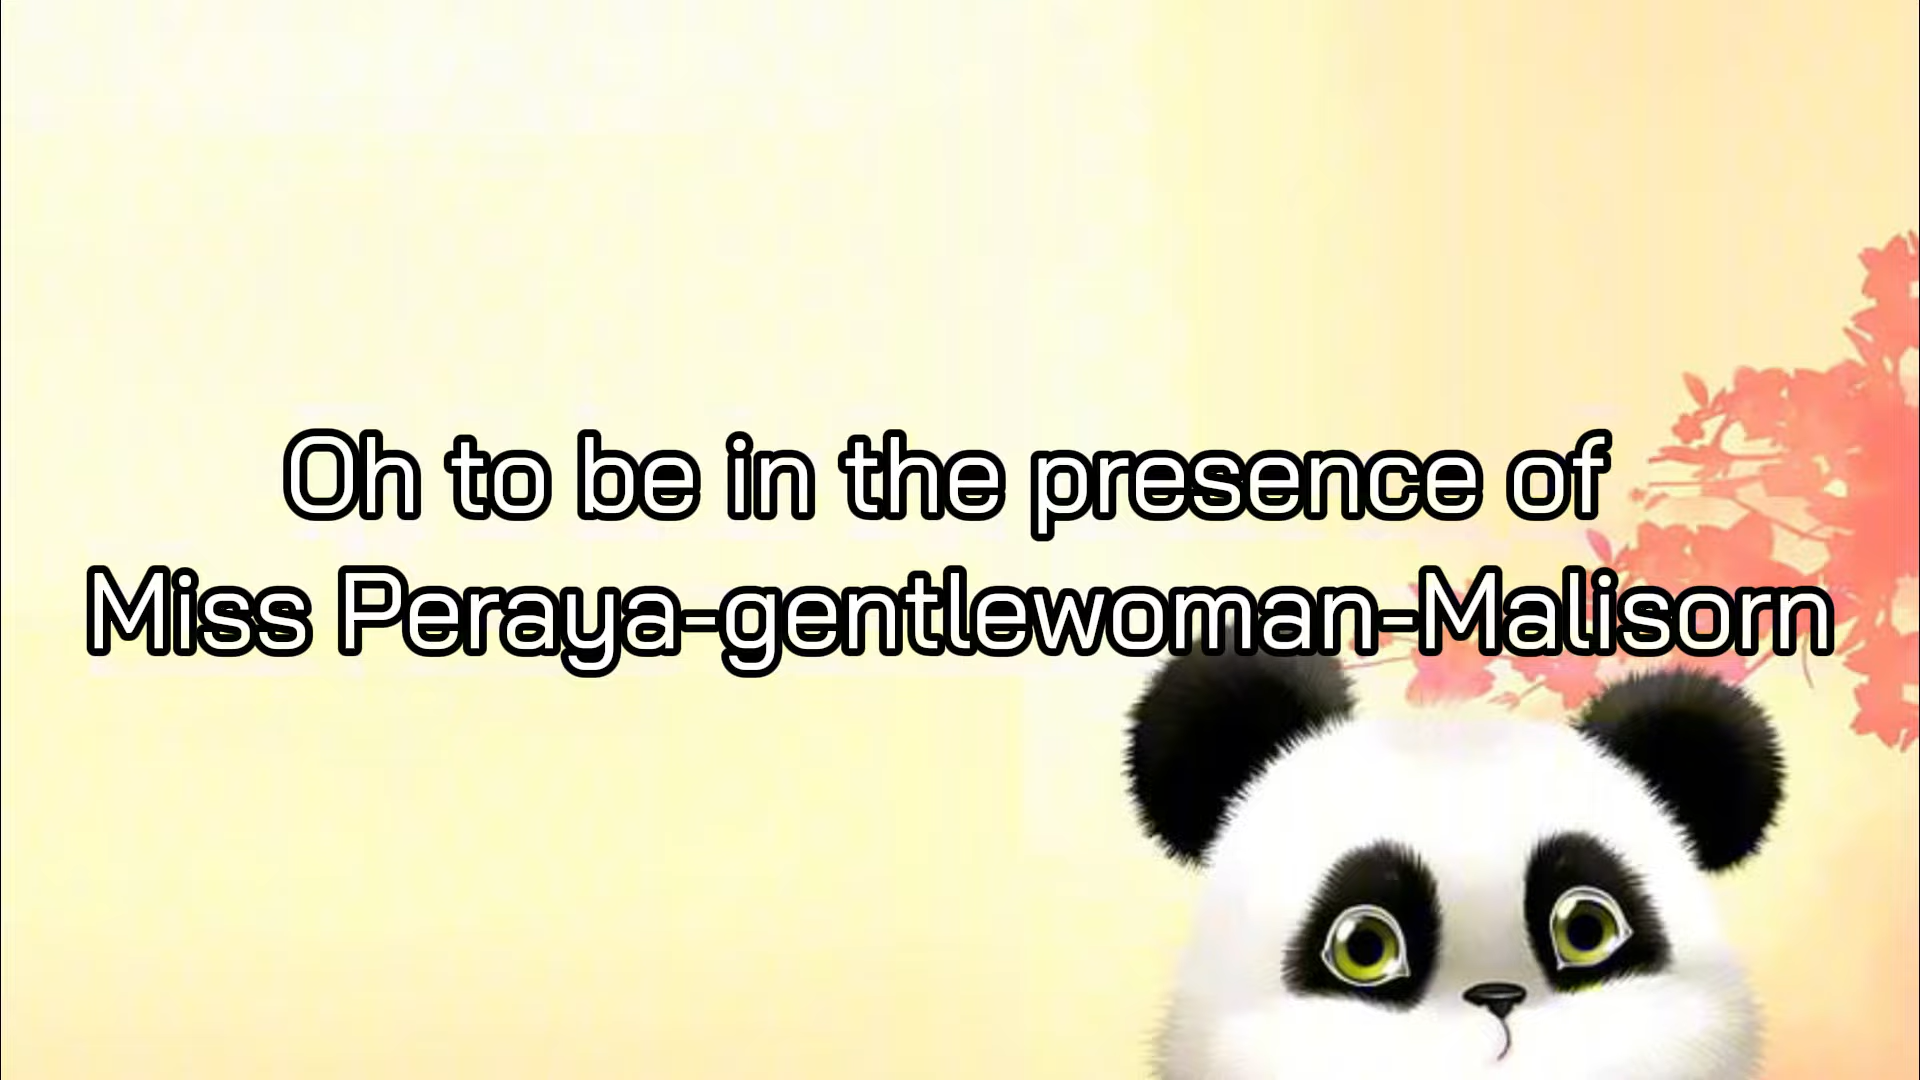 Oh to be in the presence of
Miss Peraya-gentlewoman-Malisorn